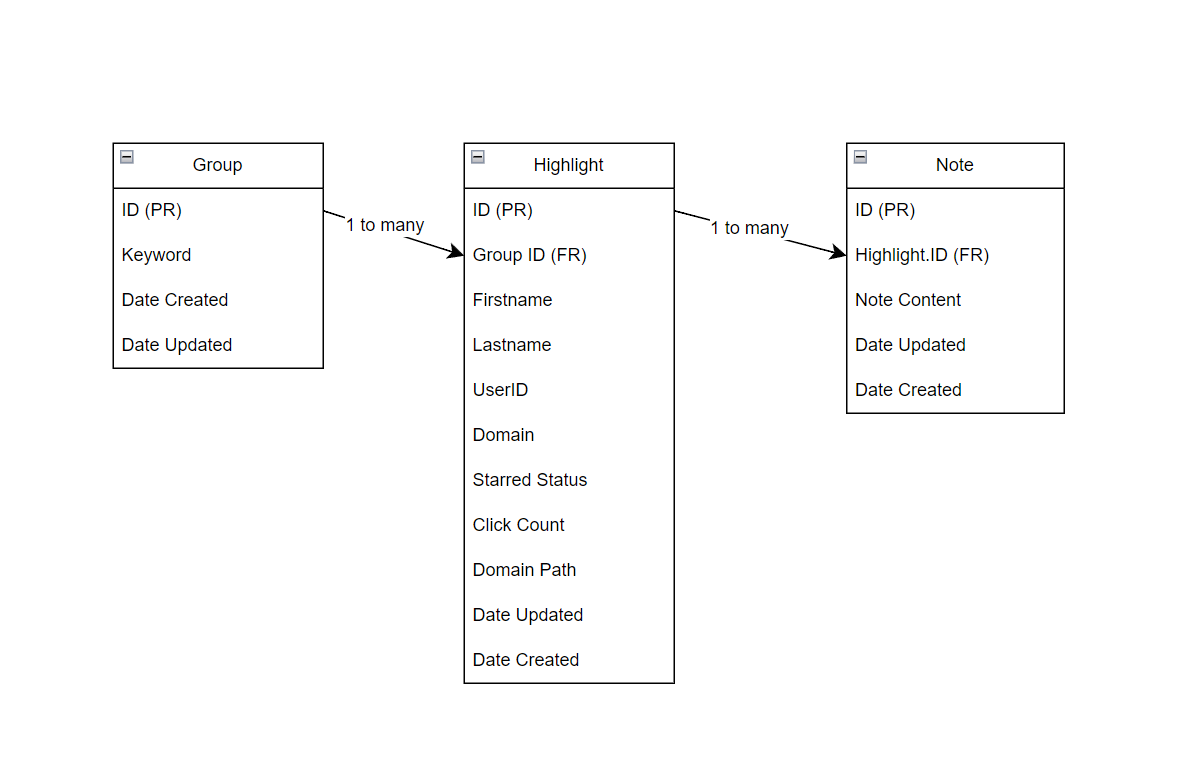 Group
ID (PR)
Keyword
Date Created
Date Updated
1 to many
Highlight
ID (PR)
Group ID (FR)
Firstname
Lastname
UserID
Domain
Starred Status
Click Count
Domain Path
Date Updated
Date Created
1 to many
Note
ID (PR)
Highlight.ID (FR)
Note Content
Date Updated
Date Created